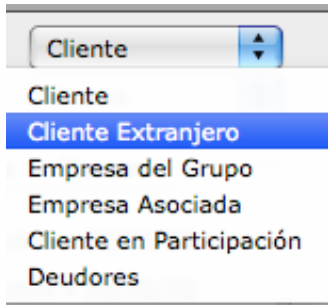 Cliente
Cliente
Cliente Extranjero
Empresa del Grupo
Empresa Asociada
Cliente en Participación
Deudores